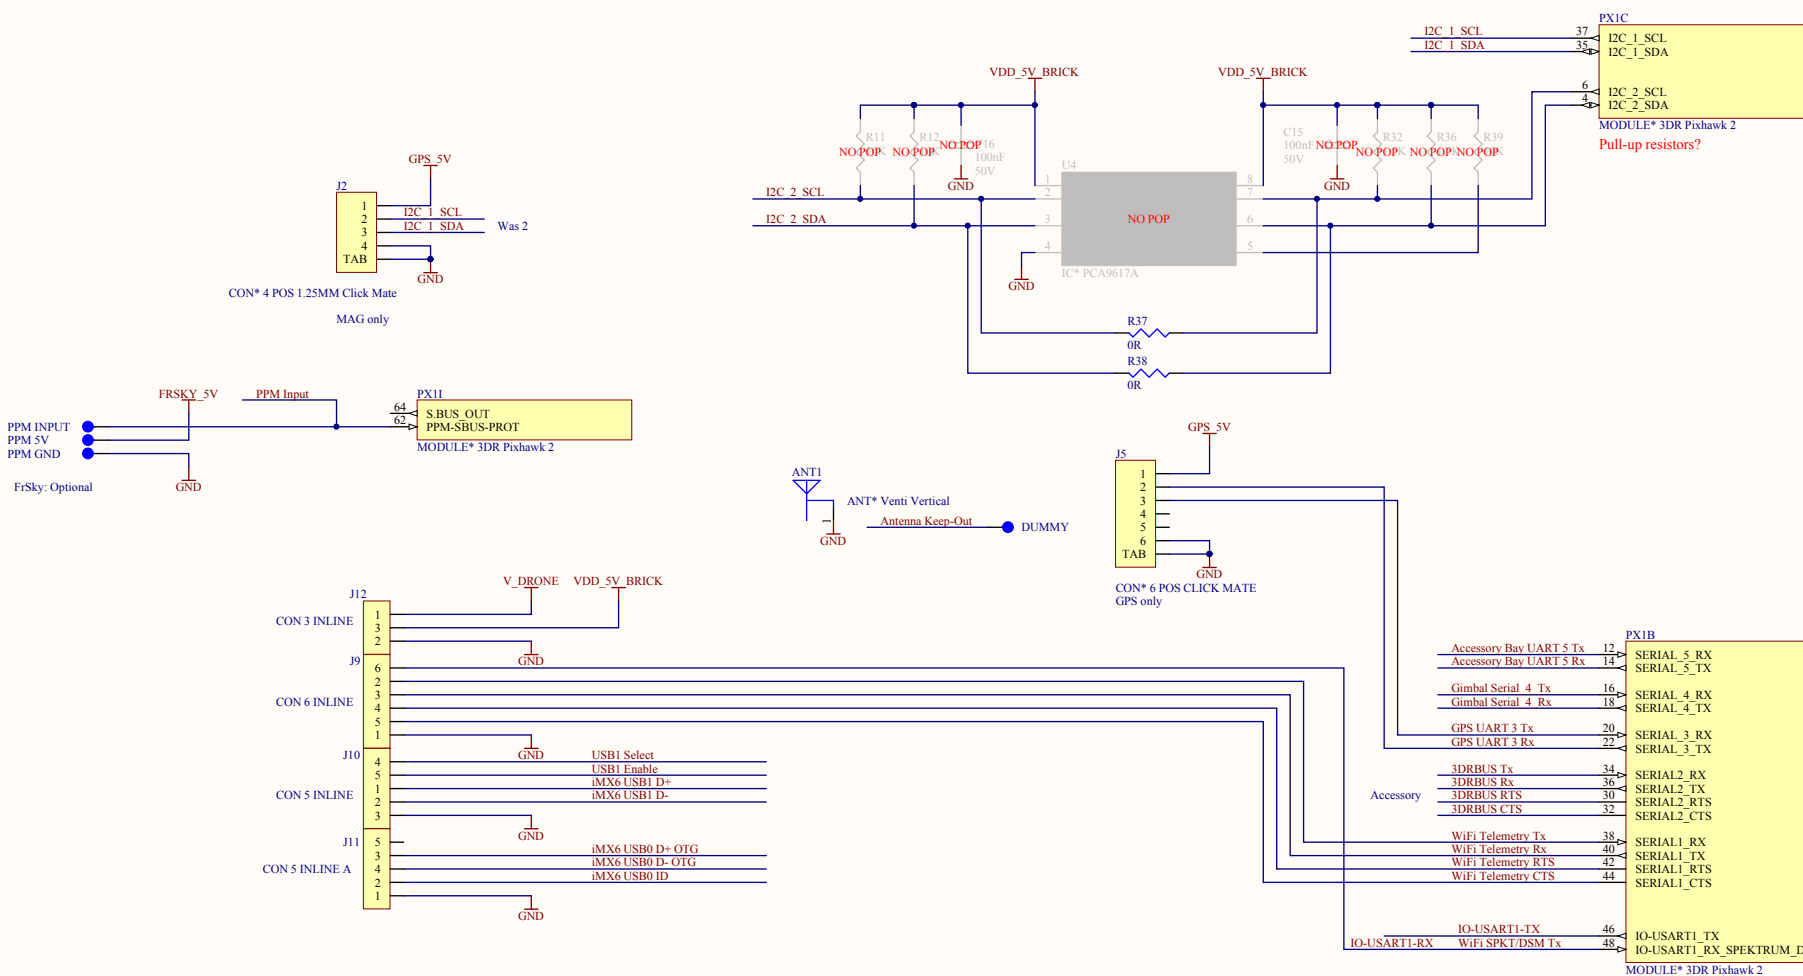 PX1C
I2C_1_SCL 37 I2C_1_SCL
I2C_1_SDA 35 I2C_1_SDA
6 I2C_2_SCL
4 I2C_2_SDA
MODULE* 3DR Pixhawk 2
Pull-up resistors?
VDD_5V_BRICK
VDD_5V_BRICK
R11
NO POP
R12
NO POP
NO POP
100nF
50V
GND
C15
100nF
50V
NO POP
GND
R32
NO POP
R36
NO POP
R39
NO POP
U4
1
2
3
4
8
7
6
5
NO POP
IC* PCA9617A
I2C_2_SCL
I2C_2_SDA
GND
R37
0R
R38
0R
GPS_5V
J2
1
2 I2C_1_SCL
3 I2C_1_SDA
Was 2
4
TAB
GND
CON* 4 POS 1.25MM Click Mate
MAG only
FRSKY_5V
PPM Input
PX1I
64 S.BUS_OUT
62 PPM-SBUS-PROT
MODULE* 3DR Pixhawk 2
PPM INPUT
PPM 5V
PPM GND
GND
FrSky: Optional
ANT1
ANT* Venti Vertical
1
GND
Antenna Keep-Out
DUMMY
GPS_5V
J5
1
2
3
4
5
6
TAB
GND
CON* 6 POS CLICK MATE
GPS only
V_DRONE
VDD_5V_BRICK
J12
CON 3 INLINE
1
3
2
GND
J9
CON 6 INLINE
6
2
3
4
5
1
GND
J10
CON 5 INLINE
4 USB1 Select
5 USB1 Enable
1 iMX6 USB1 D+
2 iMX6 USB1 D-
3
GND
J11
CON 5 INLINE A
5
3 iMX6 USB0 D+ OTG
4 iMX6 USB0 D- OTG
2 iMX6 USB0 ID
1
GND
PX1B
Accessory Bay UART 5 Tx 12 SERIAL_5_RX
Accessory Bay UART 5 Rx 14 SERIAL_5_TX
Gimbal Serial_4_Tx 16 SERIAL_4_RX
Gimbal Serial_4_Rx 18 SERIAL_4_TX
GPS UART 3 Tx 20 SERIAL_3_RX
GPS UART 3 Rx 22 SERIAL_3_TX
3DRBUS Tx 34 SERIAL2_RX
3DRBUS Rx 36 SERIAL2_TX
3DRBUS RTS 30 SERIAL2_RTS
3DRBUS CTS 32 SERIAL2_CTS
Accessory
WiFi Telemetry Tx 38 SERIAL1_RX
WiFi Telemetry Rx 40 SERIAL1_TX
WiFi Telemetry RTS 42 SERIAL1_RTS
WiFi Telemetry CTS 44 SERIAL1_CTS
IO-USART1-TX 46 IO-USART1_TX
IO-USART1-RX WiFi SPKT/DSM Tx 48 IO-USART1_RX_SPEKTRUM_D
MODULE* 3DR Pixhawk 2